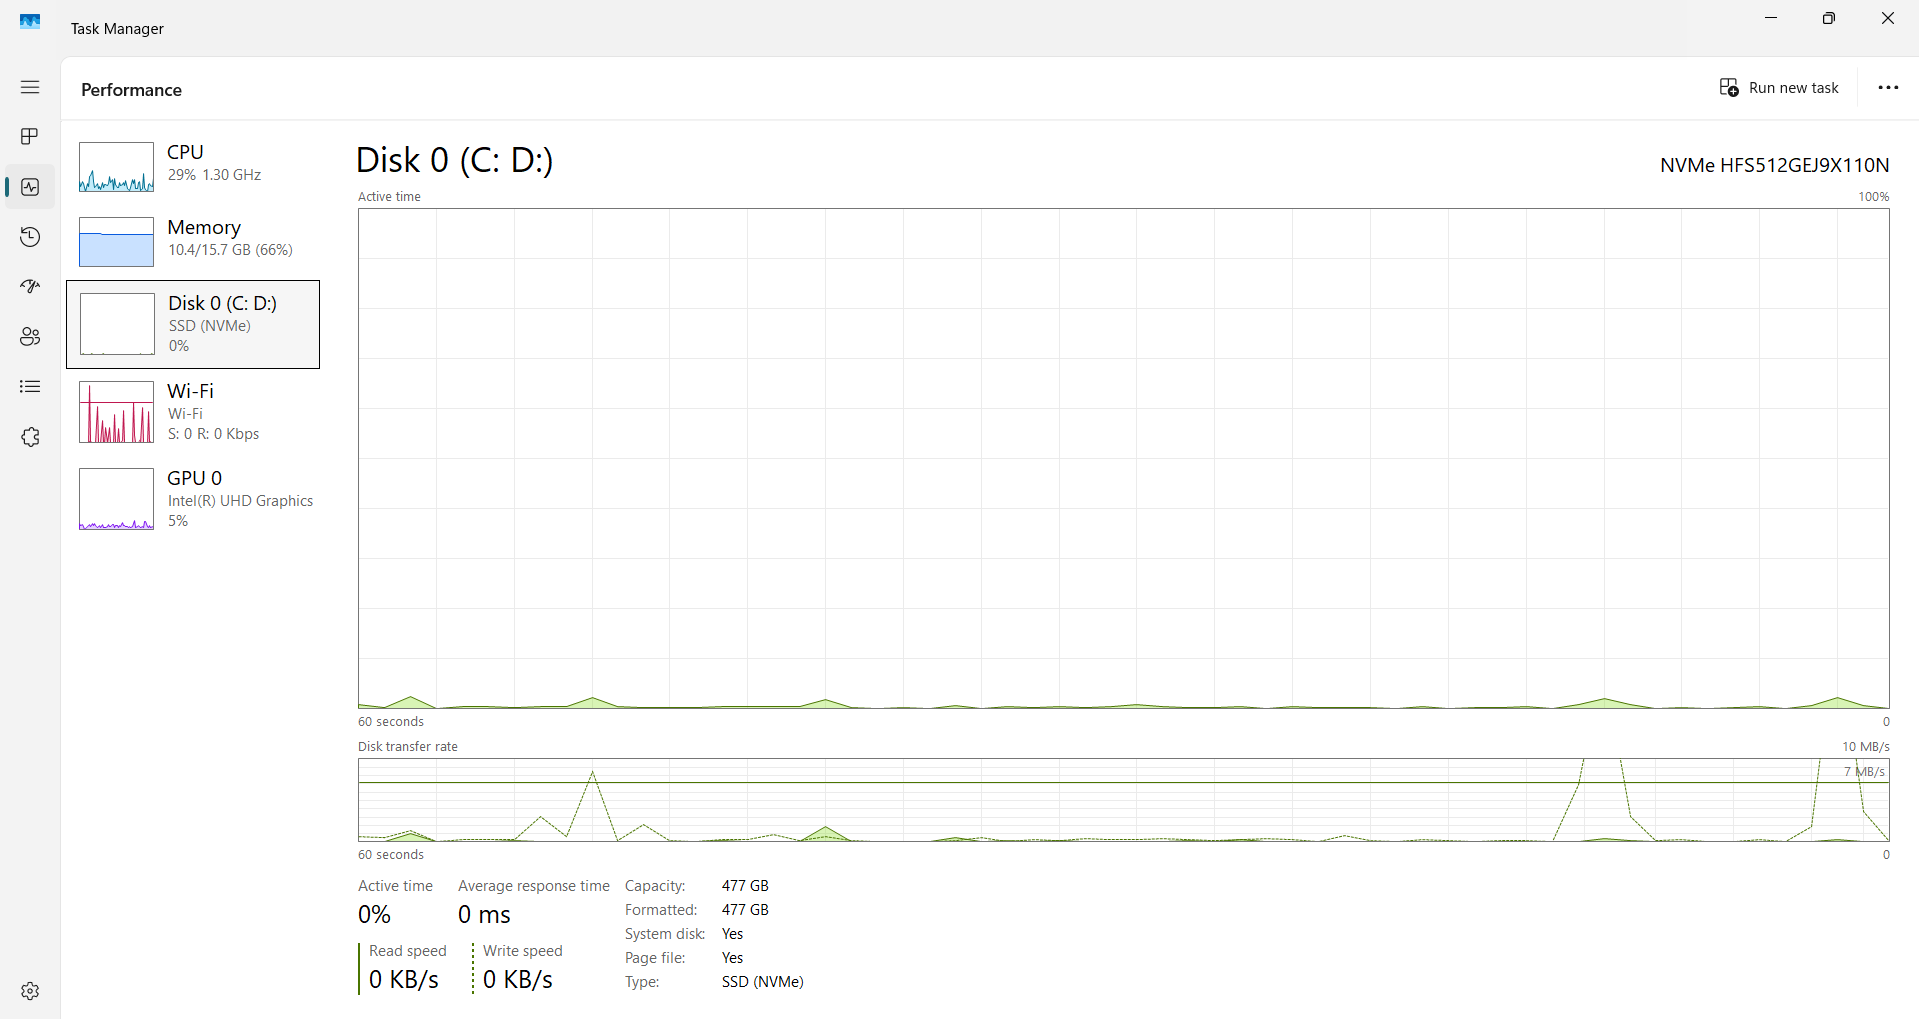 Task Manager
Performance
Run new task
CPU
29% 1.30 GHz
Memory
10.4/15.7 GB (66%)
Disk 0 (C: D:)
SSD (NVMe)
0%
Wi-Fi
Wi-Fi
S: 0 R: 0 Kbps
GPU 0
Intel(R) UHD Graphics
5%
Disk 0 (C: D:)
NVMe HFS512GEJ9X110N
Active time
100%
60 seconds
0
Disk transfer rate
10 MB/s
7 MB/s
60 seconds
0
Active time
0%
Average response time
0 ms
Read speed
0 KB/s
Write speed
0 KB/s
Capacity: 477 GB
Formatted: 477 GB
System disk: Yes
Page file: Yes
Type: SSD (NVMe)